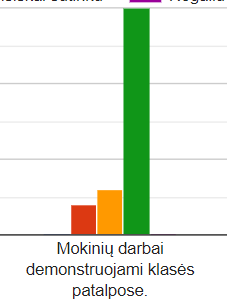 Mokinių darbai
demonstruojami klasės
patalpose.